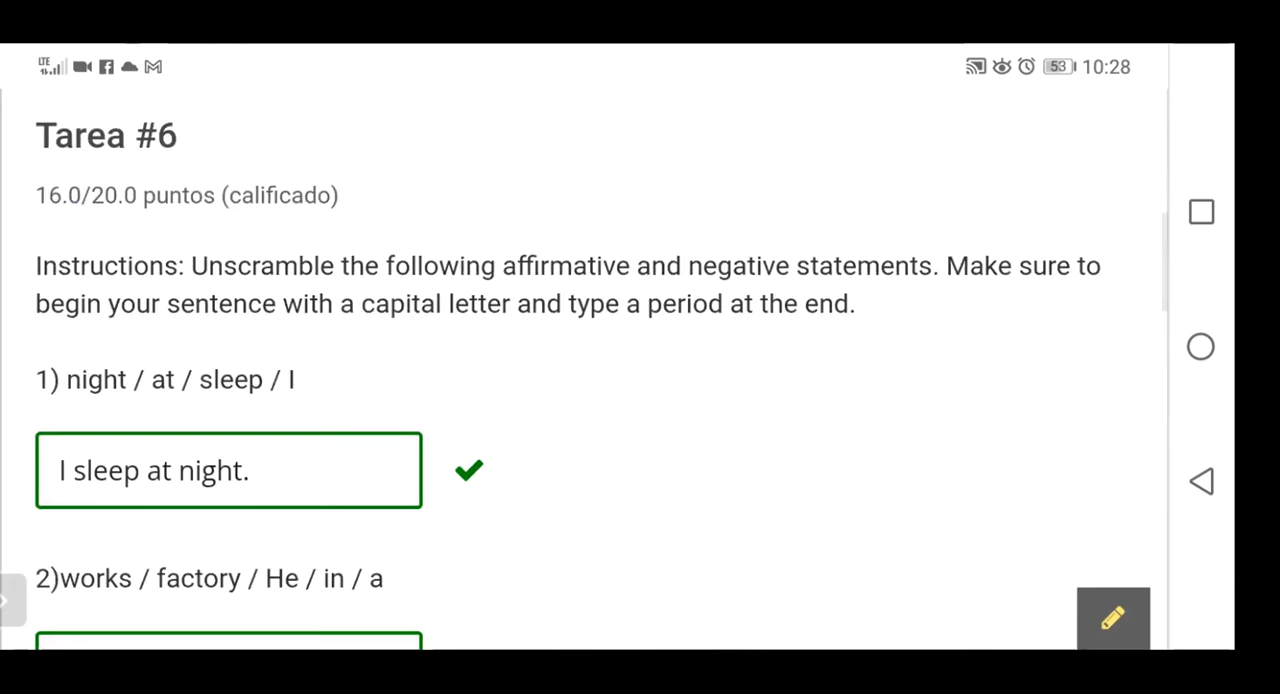 LTE 53 10:28
Tarea #6
16.0/20.0 puntos (calificado)
Instructions: Unscramble the following affirmative and negative statements. Make sure to
begin your sentence with a capital letter and type a period at the end.
1) night / at / sleep / I
I sleep at night.
2)works / factory / He / in / a